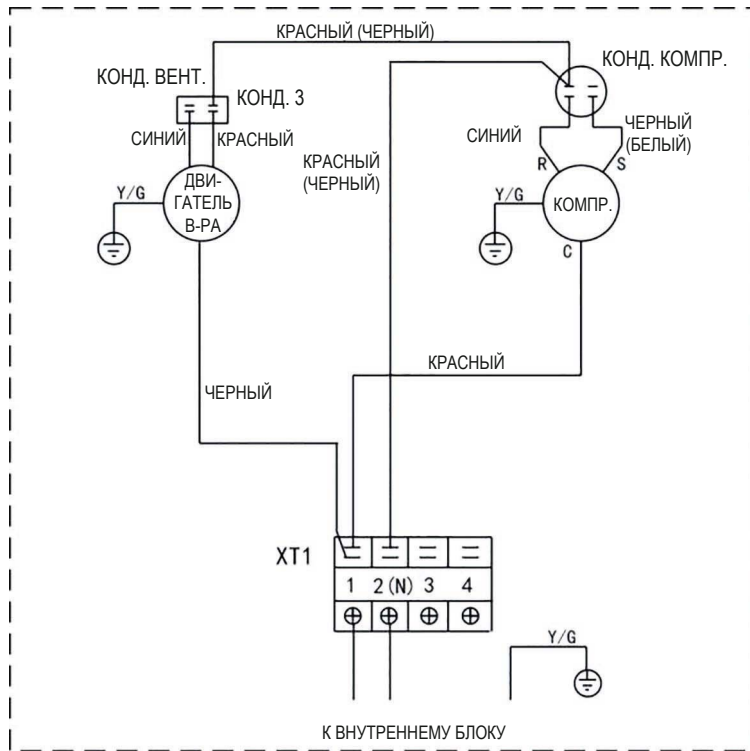 КРАСНЫЙ (ЧЕРНЫЙ)
КОНД. ВЕНТ.
КОНД. КОМПР.
КОНД. 3
СИНИЙ
КРАСНЫЙ
КРАСНЫЙ
(ЧЕРНЫЙ)
СИНИЙ
ЧЕРНЫЙ
(БЕЛЫЙ)
R
S
Y/G
ДВИ-
ГАТЕЛЬ
В-РА
Y/G
КОМПР.
C
КРАСНЫЙ
ЧЕРНЫЙ
XT1
1 2(N) 3 4
Y/G
К ВНУТРЕННЕМУ БЛОКУ